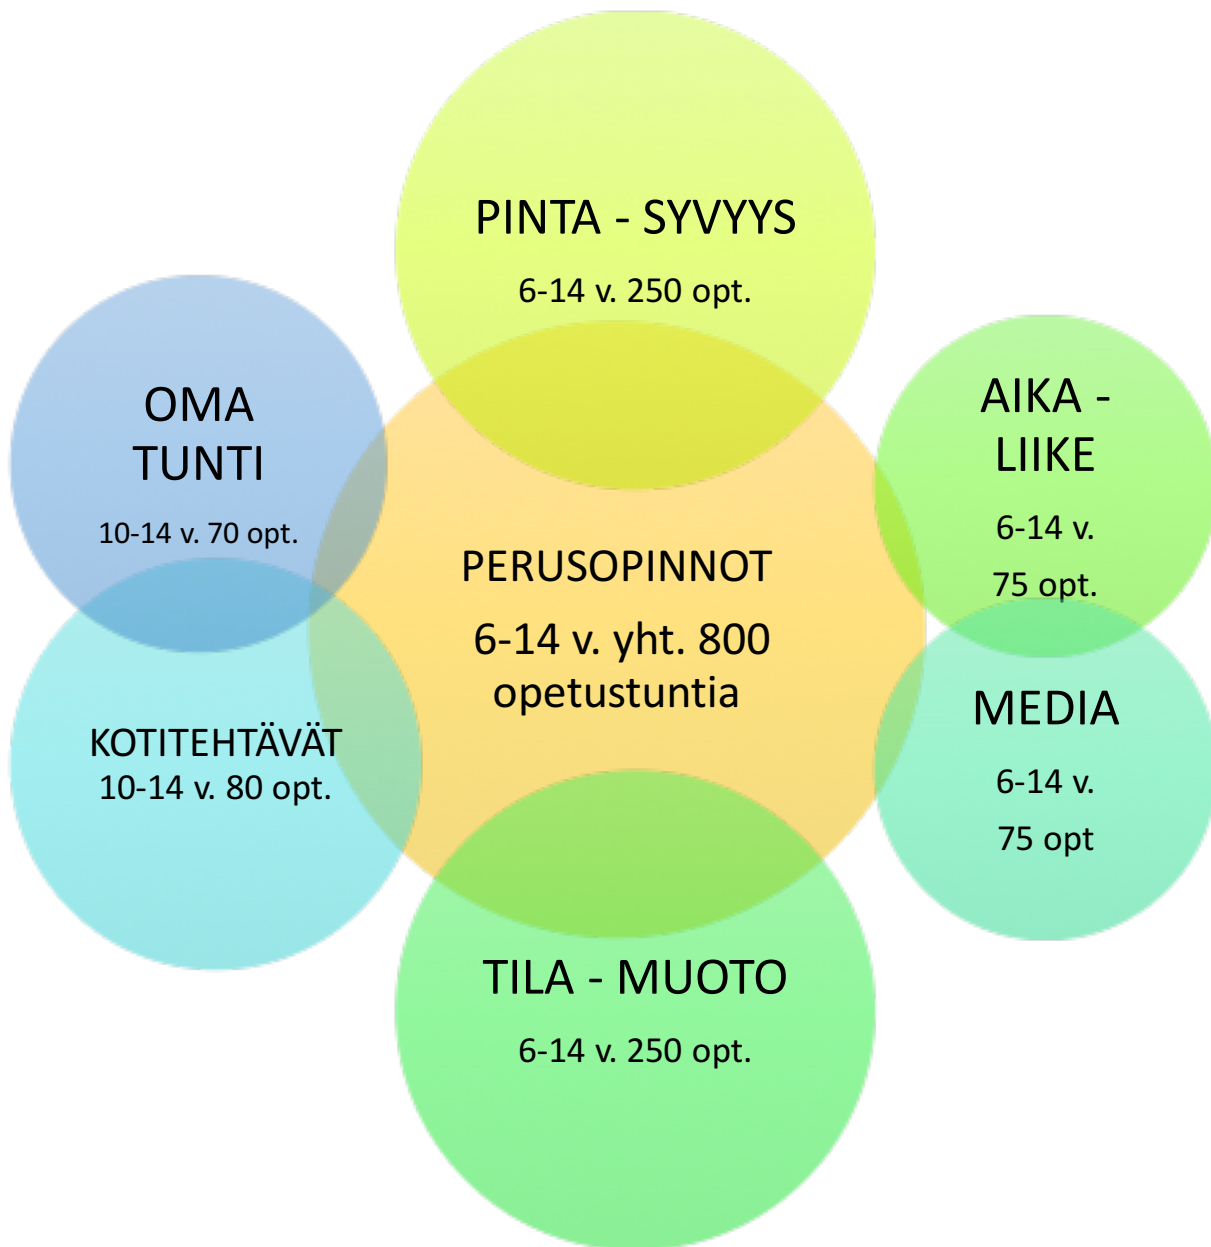 PINTA - SYVYYS
6-14 v. 250 opt.
OMA
TUNTI
10-14 v. 70 opt.
AIKA -
LIIKE
6-14 v.
75 opt.
PERUSOPINNOT
6-14 v. yht. 800
opetustuntia
KOTITEHTÄVÄT
10-14 v. 80 opt.
MEDIA
6-14 v.
75 opt
TILA - MUOTO
6-14 v. 250 opt.